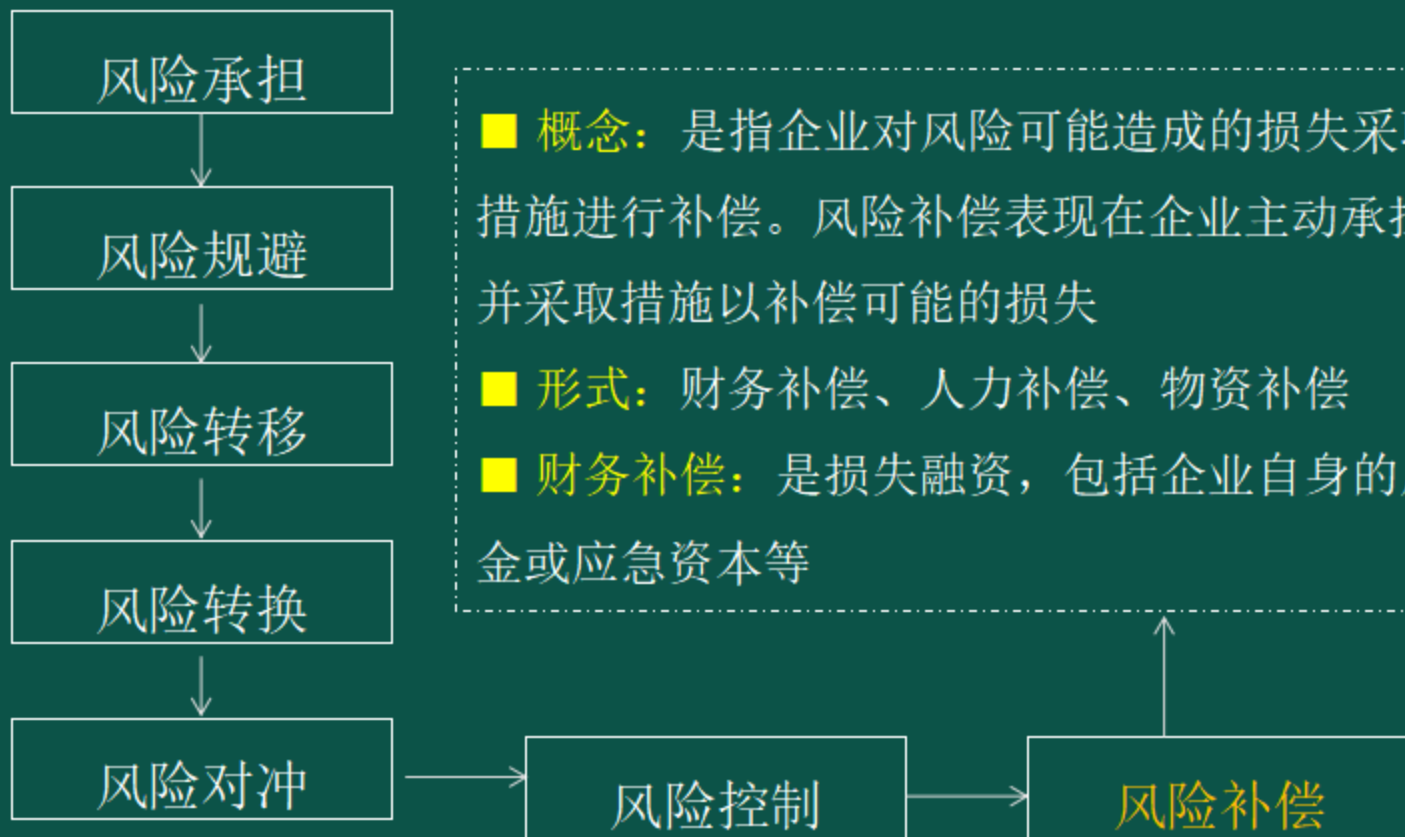 风险承担
风险规避
风险转移
风险转换
风险对冲
风险控制
风险补偿
■ 概念：是指企业对风险可能造成的损失采
措施进行补偿。风险补偿表现在企业主动承
并采取措施以补偿可能的损失
■ 形式：财务补偿、人力补偿、物资补偿
■ 财务补偿：是损失融资，包括企业自身的
金或应急资本等